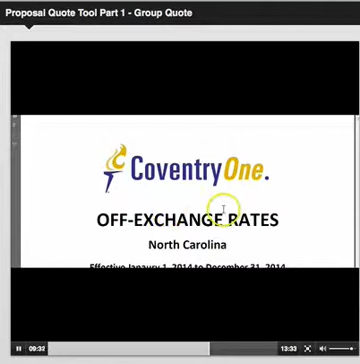 Proposal Quote Tool Part 1 - Group Quote
CoventryOne.
OFF-EXCHANGE RATES
North Carolina
Effective Janaury 1, 2014 to December 31, 2014
09:32
13:33